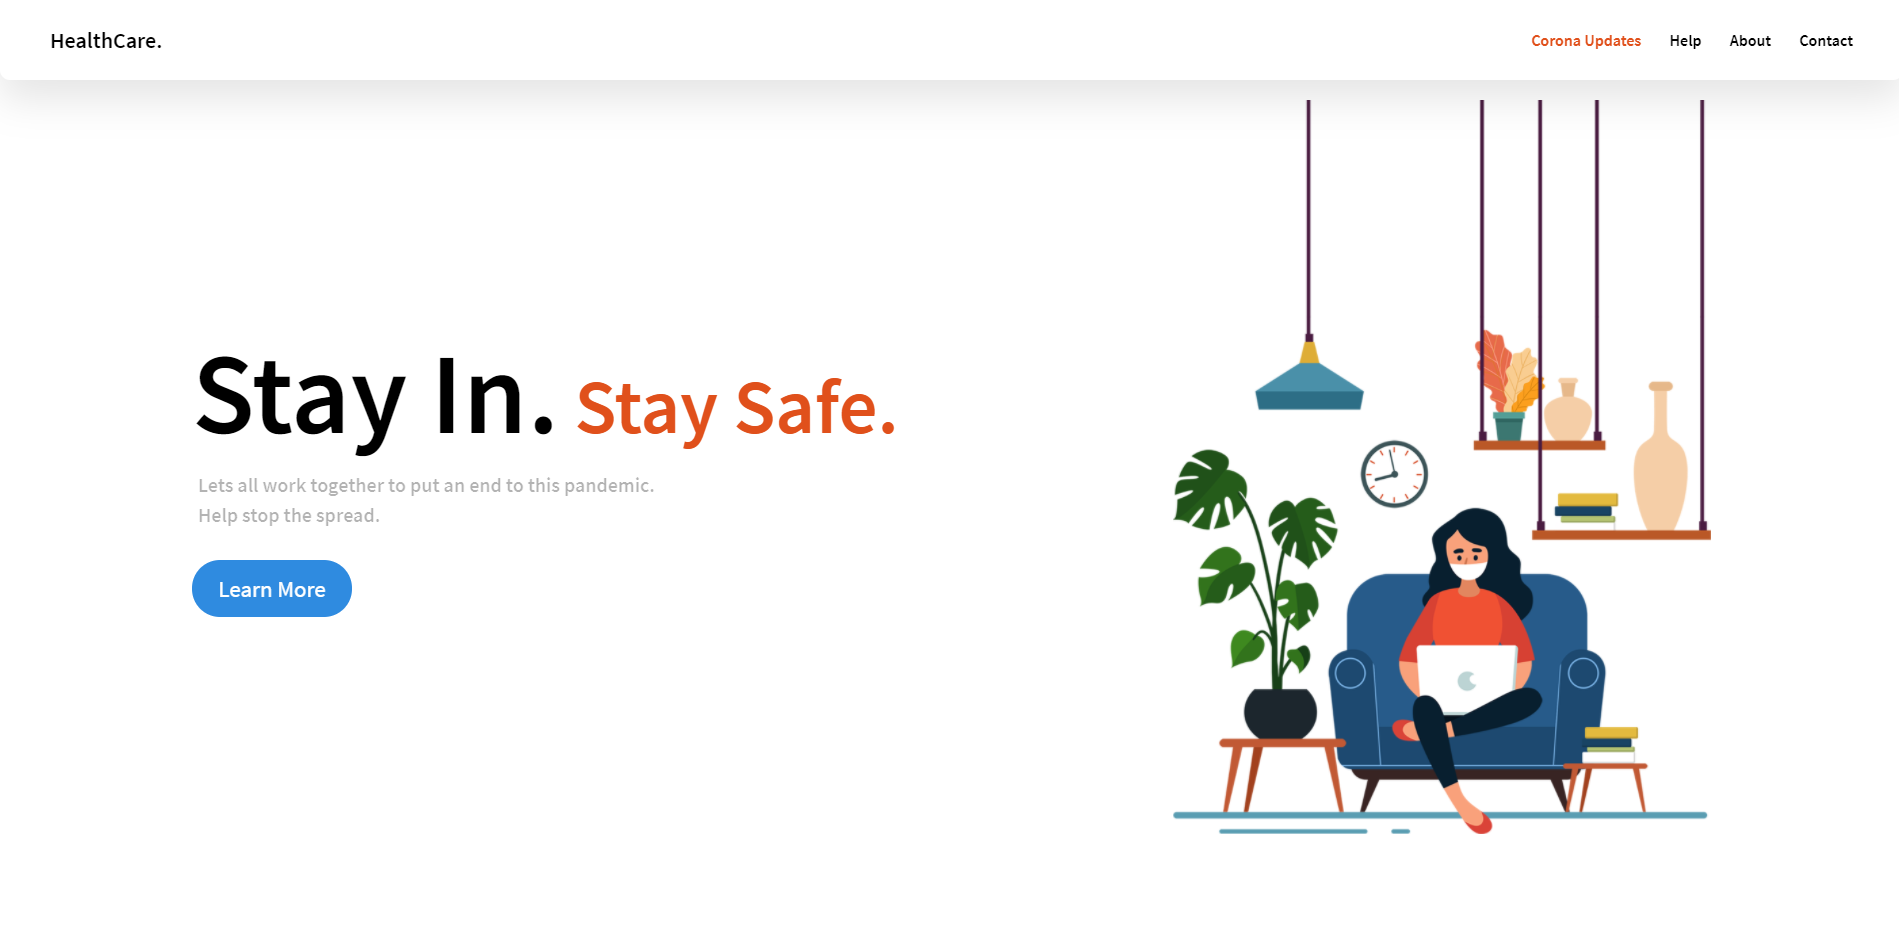 HealthCare.
Corona Updates Help About Contact
Stay In. Stay Safe.
Lets all work together to put an end to this pandemic.
Help stop the spread.
Learn More